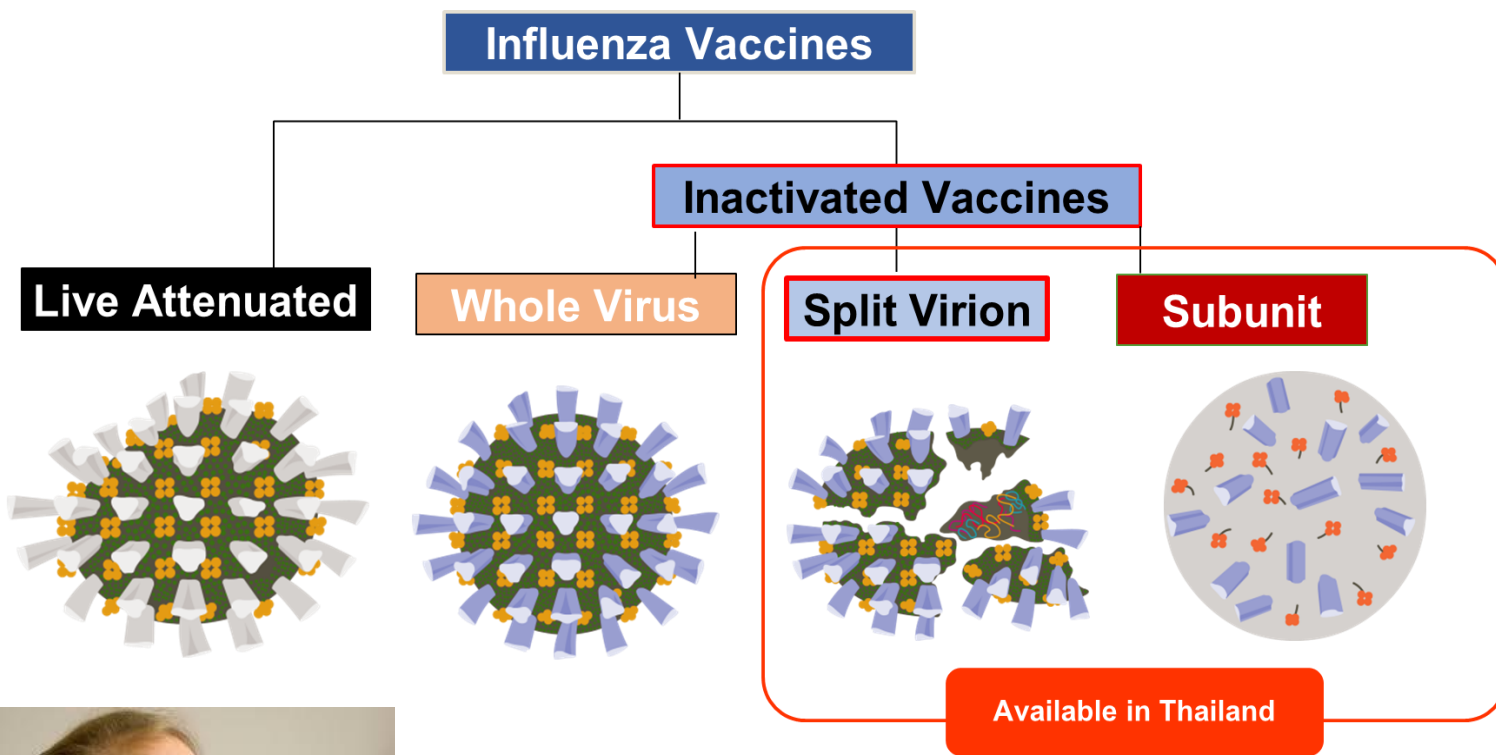 Influenza Vaccines
Inactivated Vaccines
Live Attenuated
Whole Virus
Split Virion
Subunit
Available in Thailand